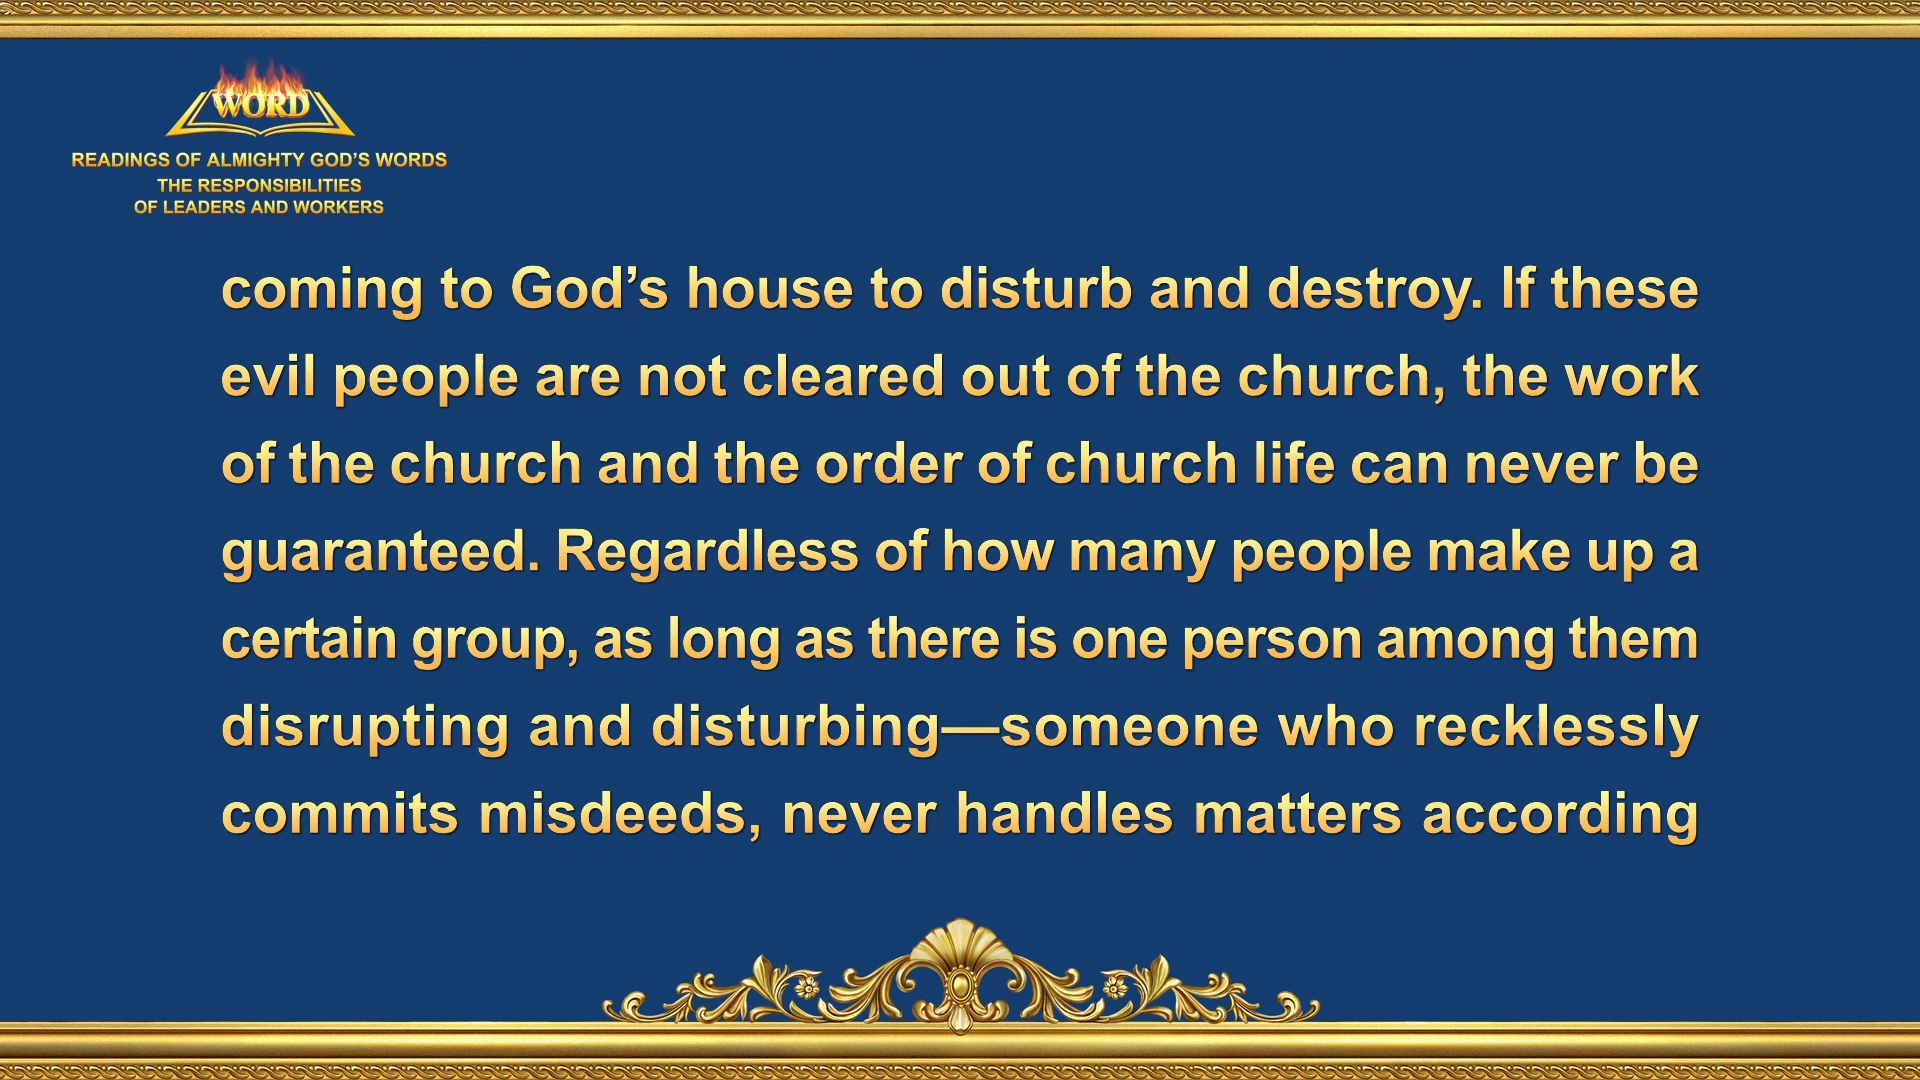 WORD
READINGS OF ALMIGHTY GOD’S WORDS
THE RESPONSIBILITIES
OF LEADERS AND WORKERS
coming to God’s house to disturb and destroy. If these
evil people are not cleared out of the church, the work
of the church and the order of church life can never be
guaranteed. Regardless of how many people make up a
certain group, as long as there is one person among them
disrupting and disturbing—someone who recklessly
commits misdeeds, never handles matters according